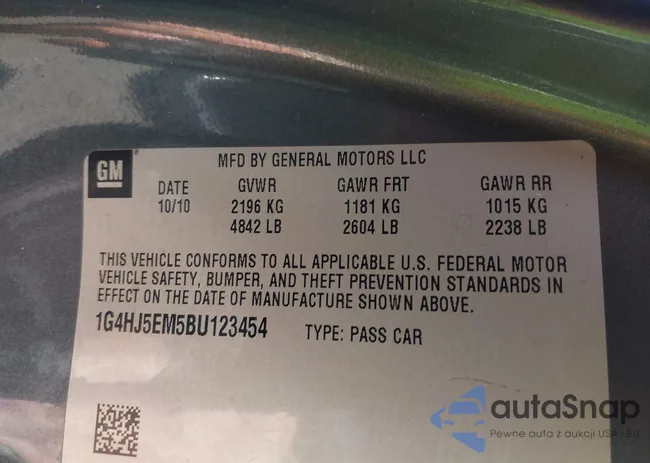 GM
MFD BY GENERAL MOTORS LLC
DATE GVWR GAWR FRT GAWR RR
10/10 2196 KG 1181 KG 1015 KG
4842 LB 2604 LB 2238 LB
THIS VEHICLE CONFORMS TO ALL APPLICABLE U.S. FEDERAL MOTOR
VEHICLE SAFETY, BUMPER, AND THEFT PREVENTION STANDARDS IN
EFFECT ON THE DATE OF MANUFACTURE SHOWN ABOVE.
1G4HJ5EM5BU123454 TYPE: PASS CAR
autaSnap
Pewne auta z aukcji USA - EU